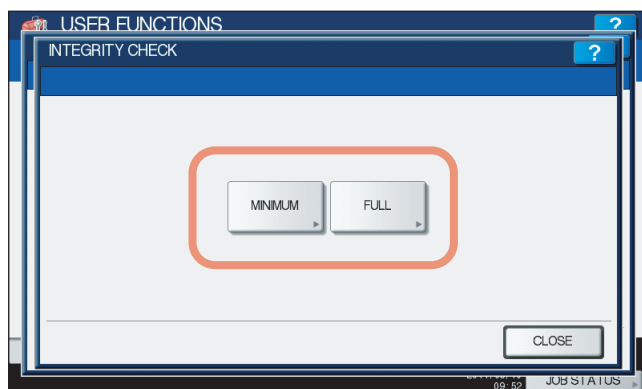 USER FUNCTIONS
?
INTEGRITY CHECK
?
MINIMUM
FULL
CLOSE
09:52
JOB STATUS